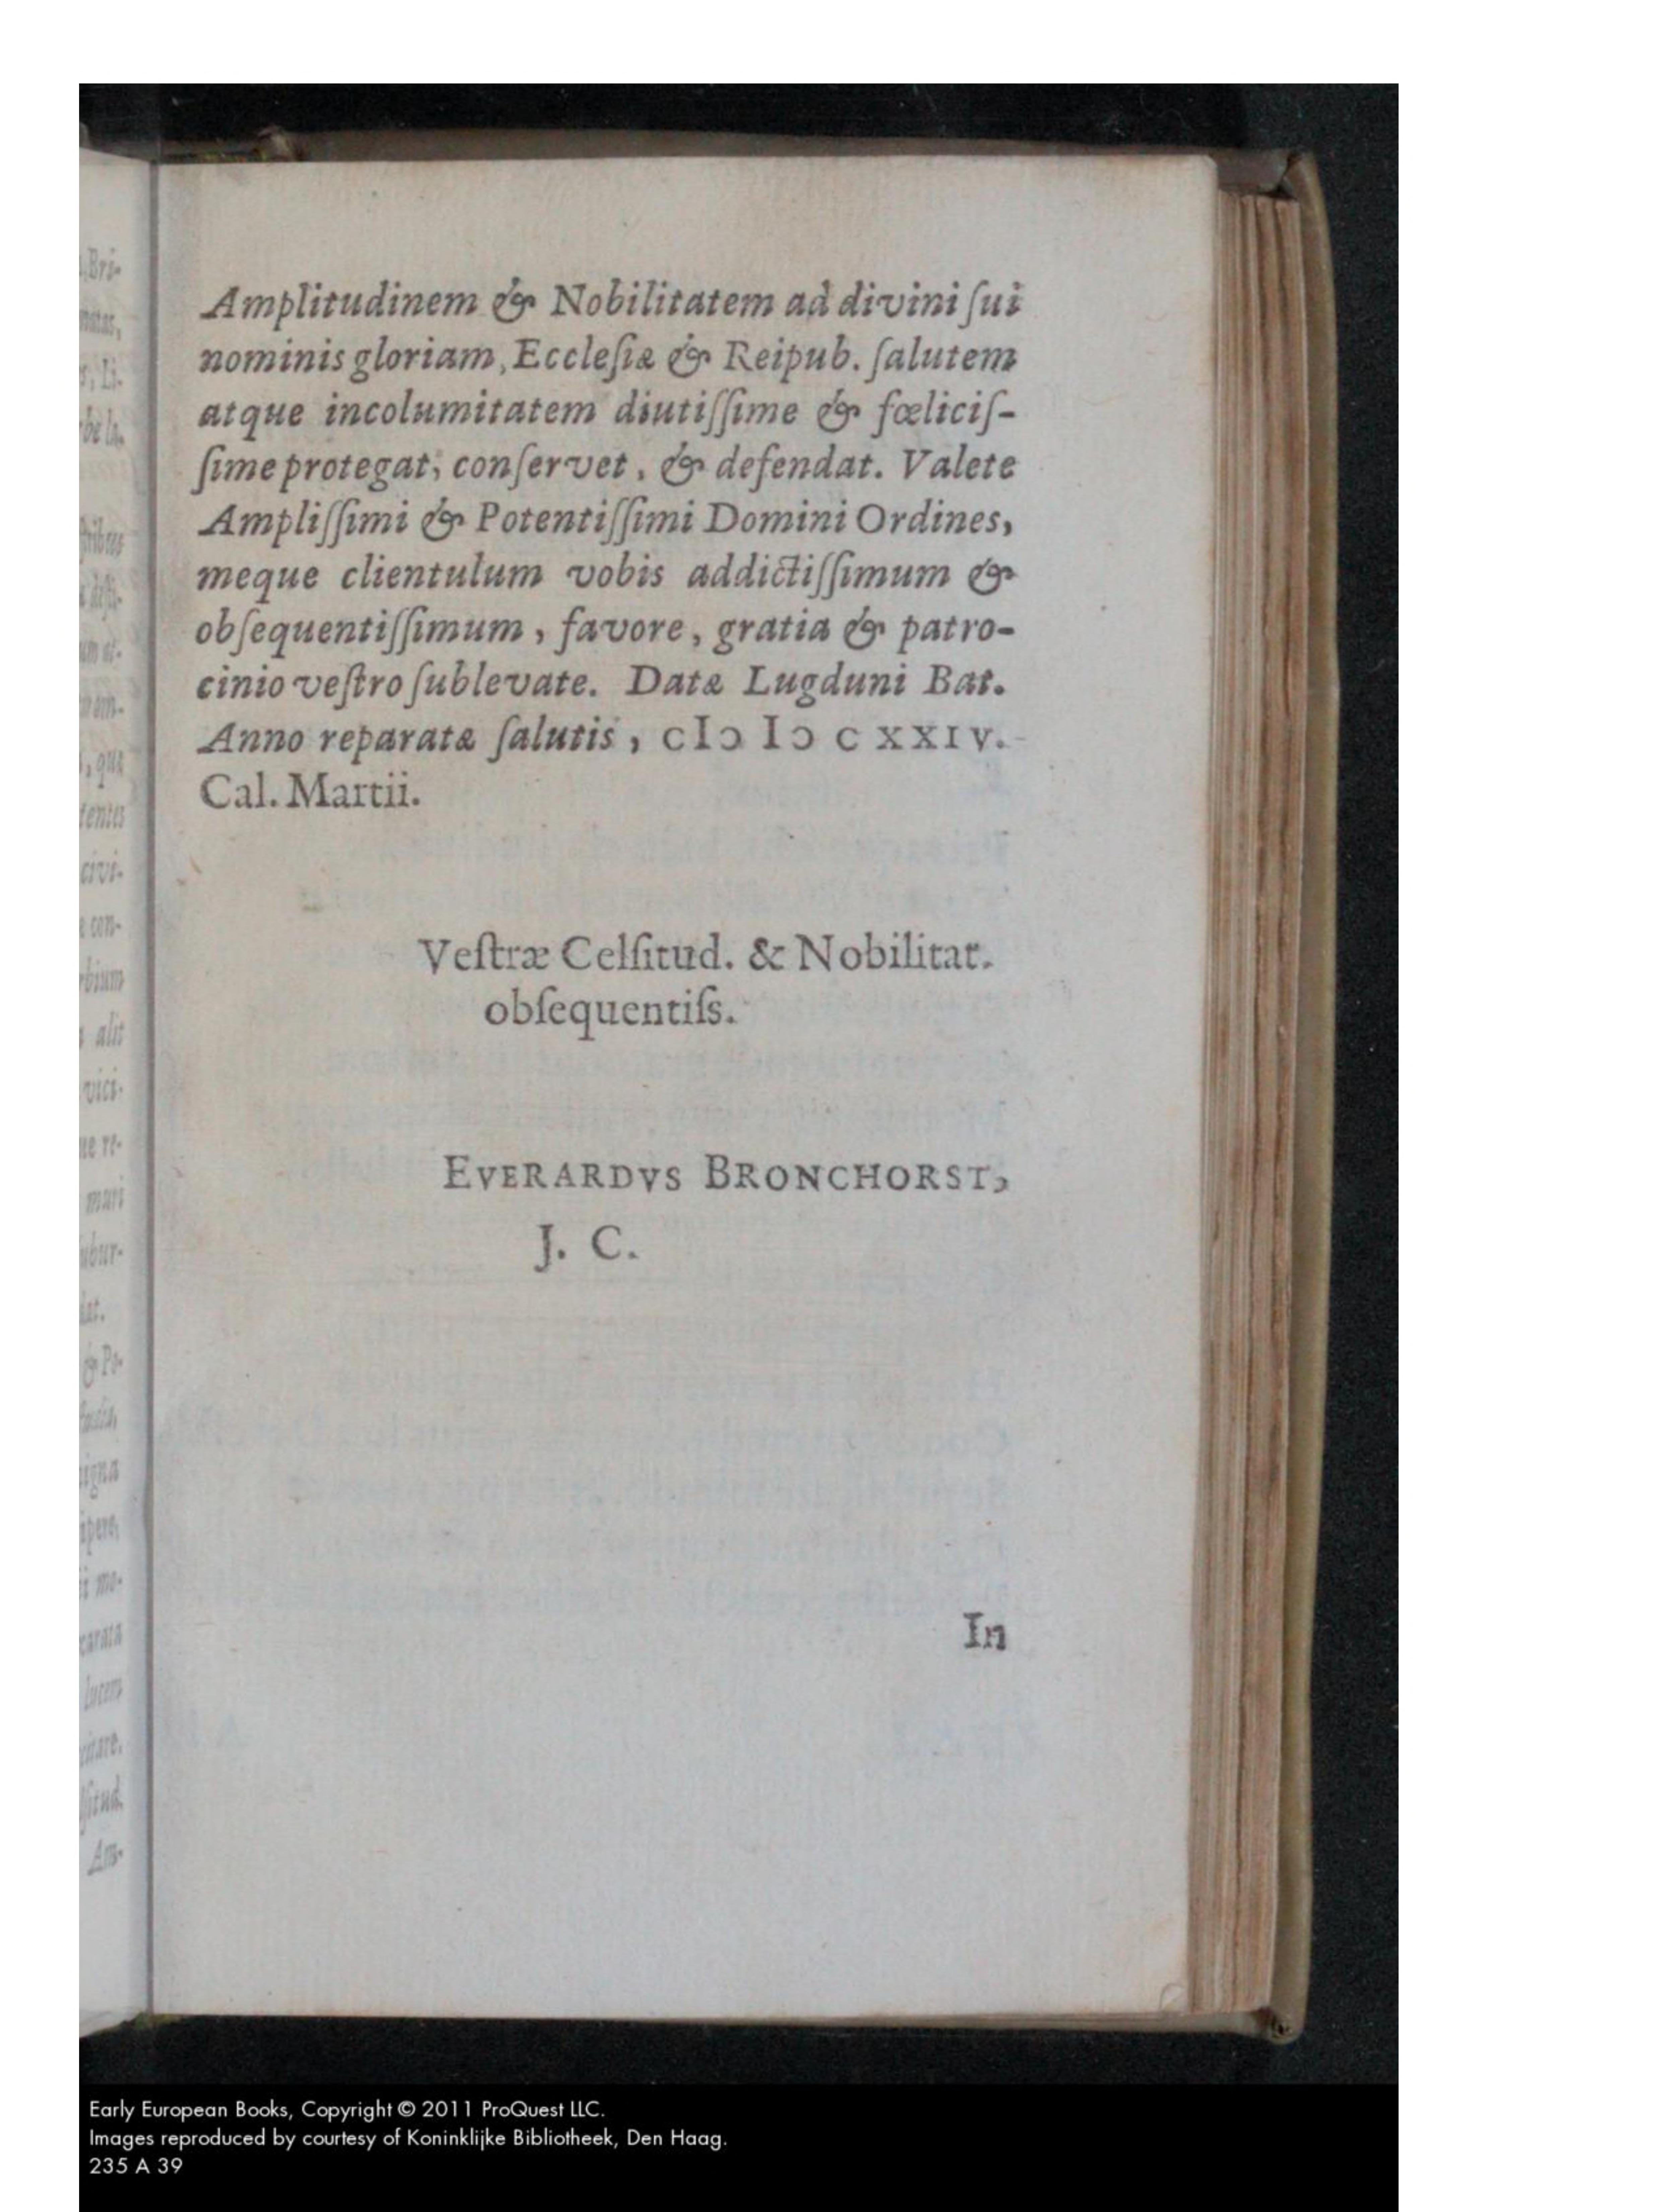 Amplitudinem & Nobilitatem ad divini ſui
nominis gloriam, Eccleſiæ & Reipub. ſalutem
atque incolumitatem diutiſſime & fœliciſ-
ſime protegat, conſervet, & defendat. Valete
Ampliſſimi & Potentiſſimi Domini Ordines,
meque clientulum vobis addictiſſimum &
obſequentiſſimum, favore, gratia & patro-
cinio veſtro ſublevate. Datæ Lugduni Bat.
Anno reparatæ ſalutis, cIɔ Iɔ c xxIv.
Cal. Martii.
Veſtræ Celſitud. & Nobilitat.
obſequentiſs.
EVERARDVS BRONCHORST,
J. C.
In
Early European Books, Copyright © 2011 ProQuest LLC.
Images reproduced by courtesy of Koninklijke Bibliotheek, Den Haag.
235 A 39